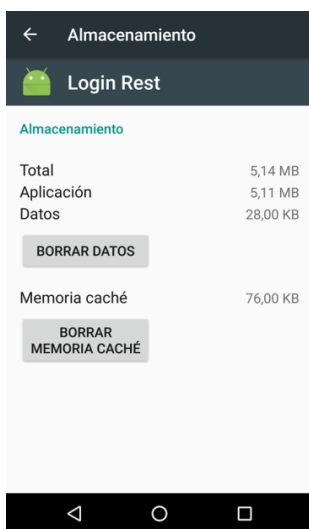 Almacenamiento
Login Rest
Almacenamiento
Total 5,14 MB
Aplicación 5,11 MB
Datos 28,00 KB
BORRAR DATOS
Memoria caché 76,00 KB
BORRAR
MEMORIA CACHÉ